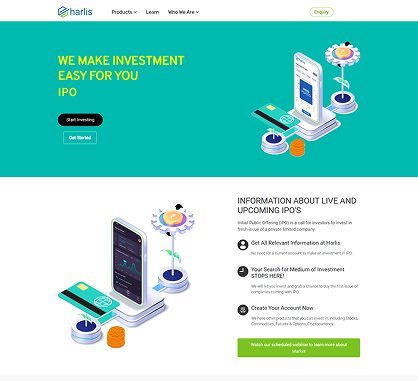 harlis
Products Learn Who We Are Enquiry
WE MAKE INVESTMENT
EASY FOR YOU
IPO
Start Investing
Get Started
INFORMATION ABOUT LIVE AND
UPCOMING IPO'S
Initial Public Offering (IPO) is a call for investors to invest in
fresh issue of a private limited company.
Get All Relevant Information at Harlis
No need for a current accounts to make an investment in IPO.
Your Search for Medium of Investment
STOPS HERE!
We will let you invest and grab a chance to buy the first issue of
companies coming with IPO.
Create Your Account Now
We have other products that you can invest in, including Stocks,
Commodities, Futures & Options, Cryptocurrency.
Watch our scheduled webinar to learn more about
Market